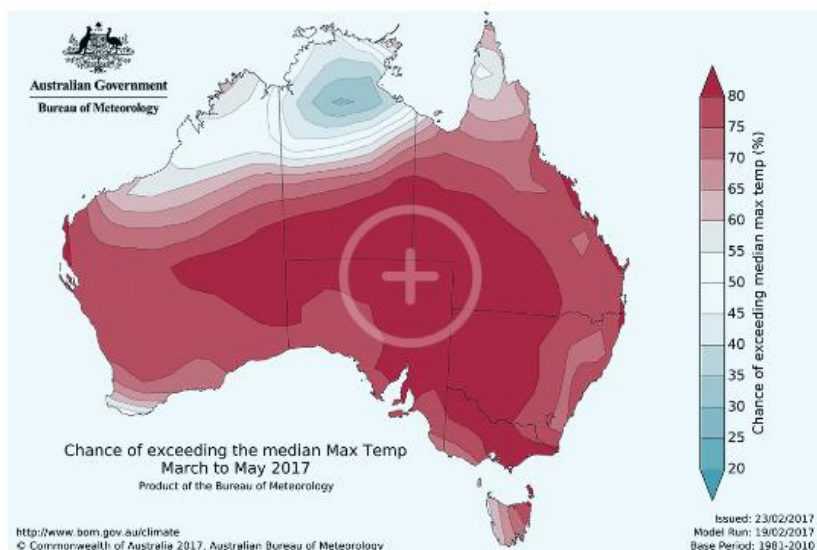 Australian Government
Bureau of Meteorology
80
75
70
65
60
55
50
45
40
35
30
25
20
Chance of exceeding median max temp (%)
Chance of exceeding the median Max Temp
March to May 2017
Product of the Bureau of Meteorology
http://www.bom.gov.au/climate
© Commonwealth of Australia 2017, Australian Bureau of Meteorology
Issued: 23/02/2017
Model Run: 19/02/2017
Base Period: 1981-2010